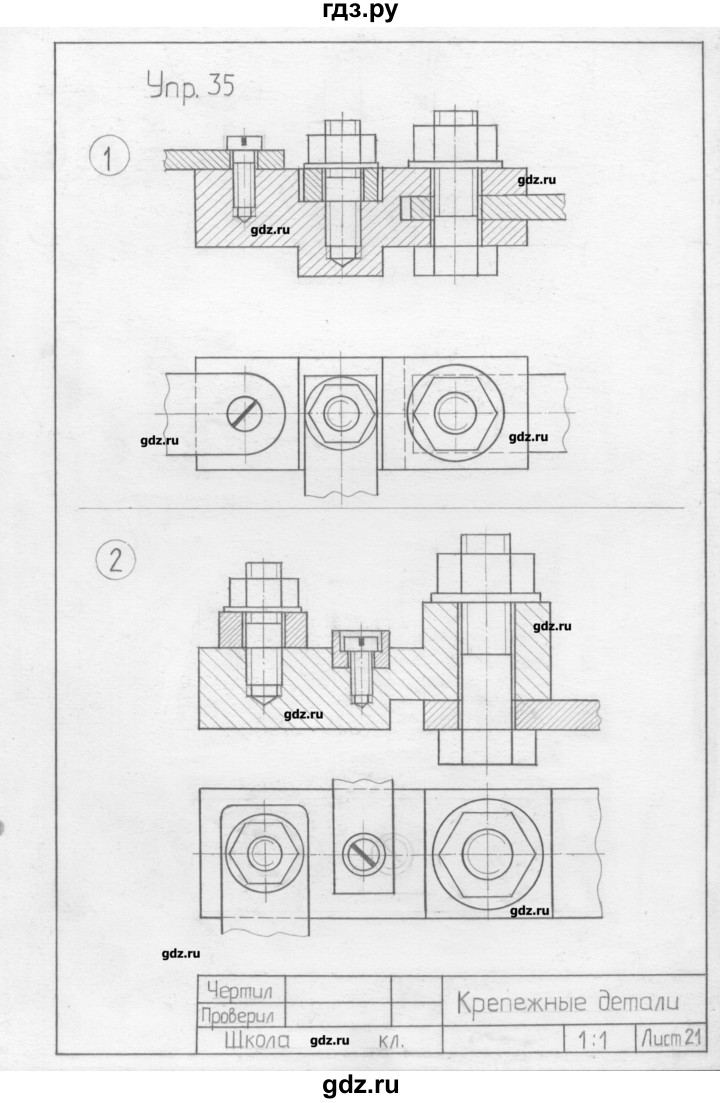 гдз.ру
Упр. 35
1
gdz.ru
gdz.ru
gdz.ru
gdz.ru
2
gdz.ru
gdz.ru
gdz.ru
gdz.ru
Чертил
Крепежные детали
Проверил
Школа gdz.ru кл.
1:1
Лист 21
gdz.ru